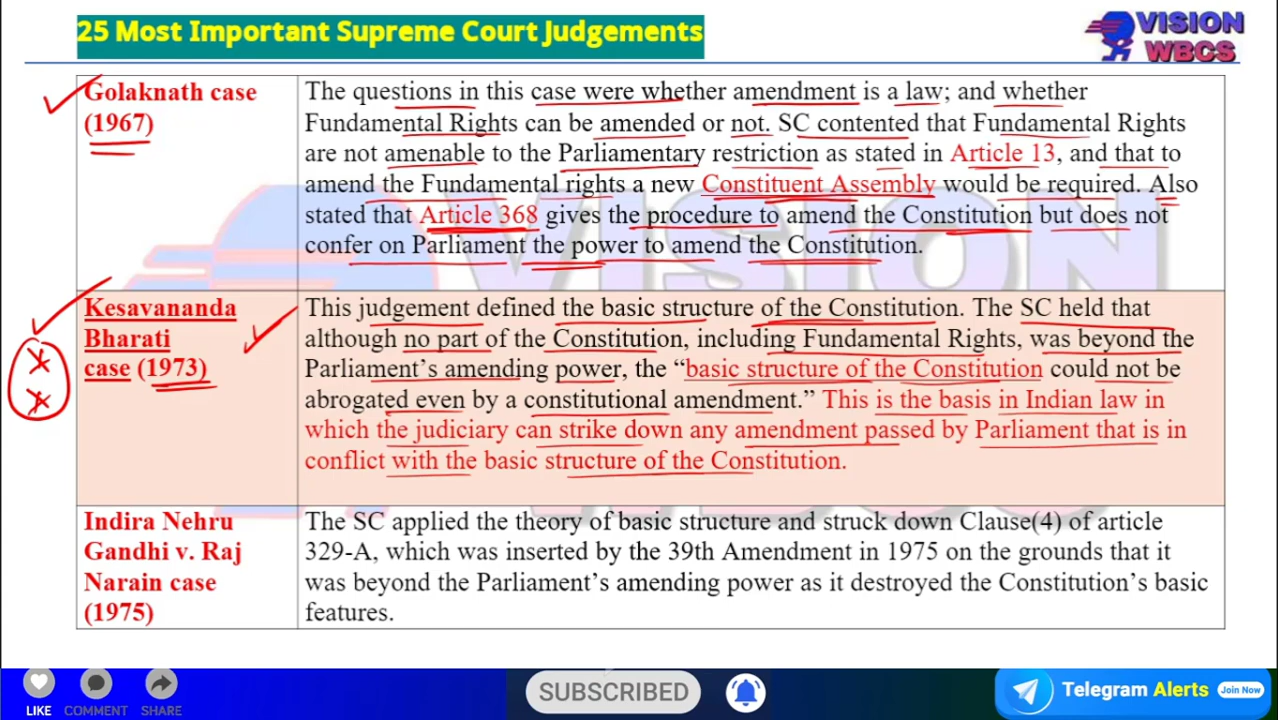 25 Most Important Supreme Court Judgements
VISION
WBCS
Golaknath case
(1967)
The questions in this case were whether amendment is a law; and whether
Fundamental Rights can be amended or not. SC contented that Fundamental Rights
are not amenable to the Parliamentary restriction as stated in Article 13, and that to
amend the Fundamental rights a new Constituent Assembly would be required. Also
stated that Article 368 gives the procedure to amend the Constitution but does not
confer on Parliament the power to amend the Constitution.
Kesavananda
Bharati
case (1973)
This judgement defined the basic structure of the Constitution. The SC held that
although no part of the Constitution, including Fundamental Rights, was beyond the
Parliament's amending power, the “basic structure of the Constitution could not be
abrogated even by a constitutional amendment.” This is the basis in Indian law in
which the judiciary can strike down any amendment passed by Parliament that is in
conflict with the basic structure of the Constitution.
Indira Nehru
Gandhi v. Raj
Narain case
(1975)
The SC applied the theory of basic structure and struck down Clause(4) of article
329-A, which was inserted by the 39th Amendment in 1975 on the grounds that it
was beyond the Parliament's amending power as it destroyed the Constitution's basic
features.
VISION
WBCS
LIKE COMMENT SHARE
SUBSCRIBED
Telegram Alerts Join Now